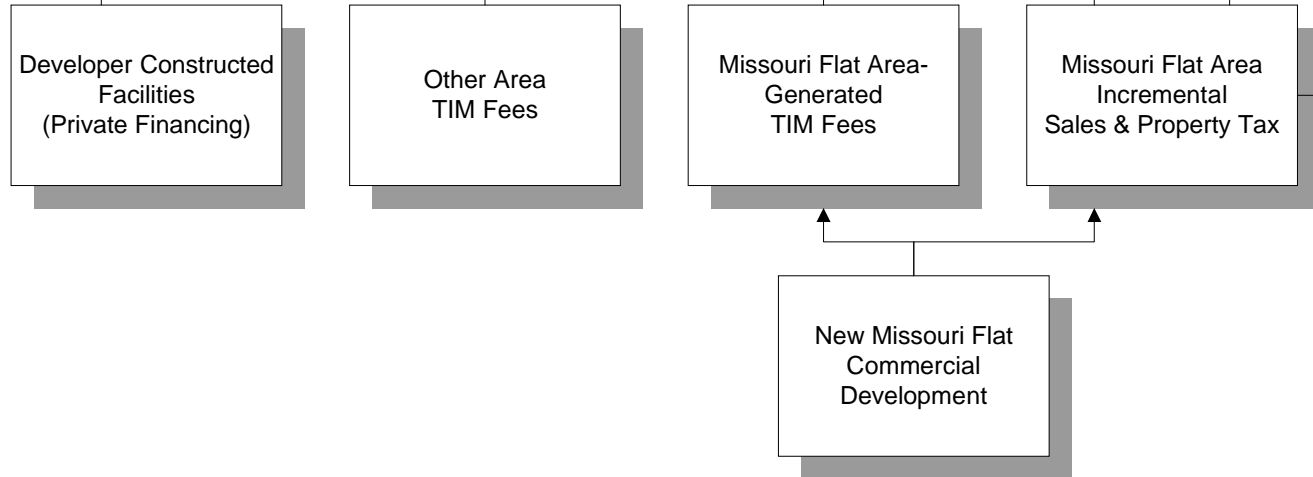 Developer Constructed
Facilities
(Private Financing)
Other Area
TIM Fees
Missouri Flat Area-
Generated
TIM Fees
Missouri Flat Area
Incremental
Sales & Property Tax
New Missouri Flat
Commercial
Development